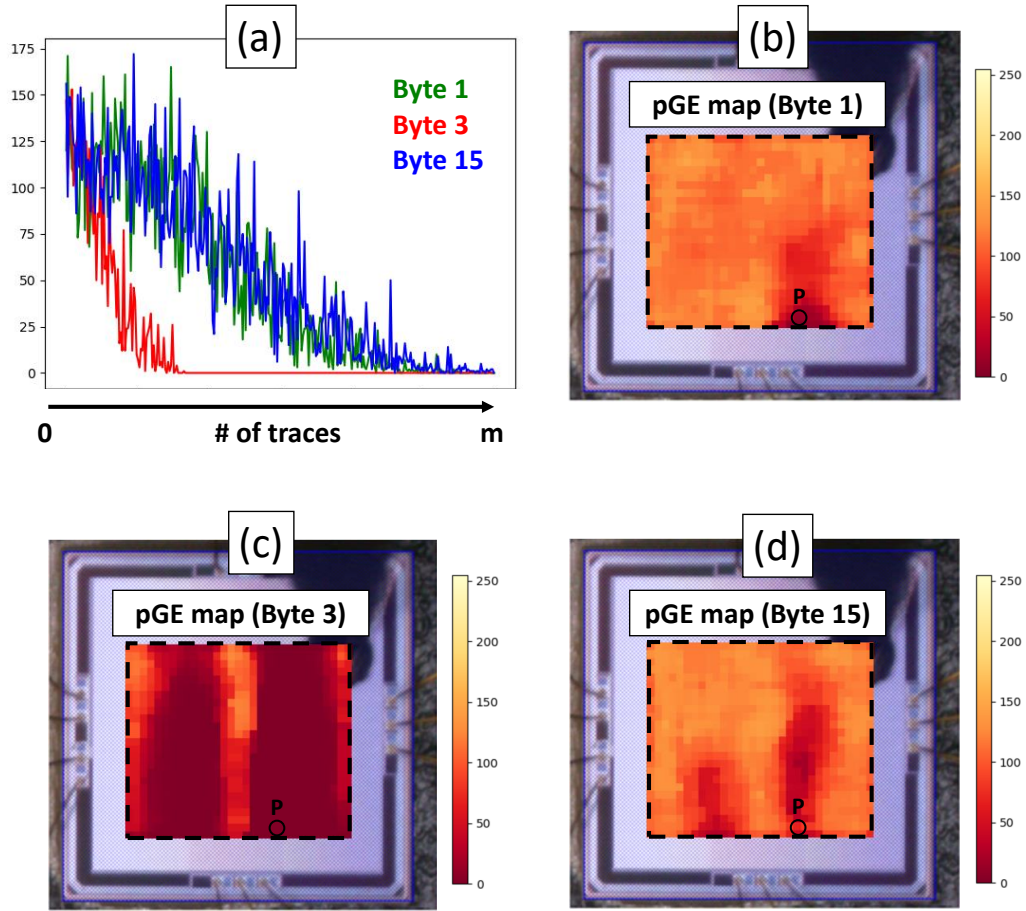 (a)
175
150
125
100
75
50
25
0
Byte 1
Byte 3
Byte 15
0
# of traces
m
(b)
pGE map (Byte 1)
P
250
200
150
100
50
0
(c)
pGE map (Byte 3)
P
250
200
150
100
50
0
(d)
pGE map (Byte 15)
P
250
200
150
100
50
0